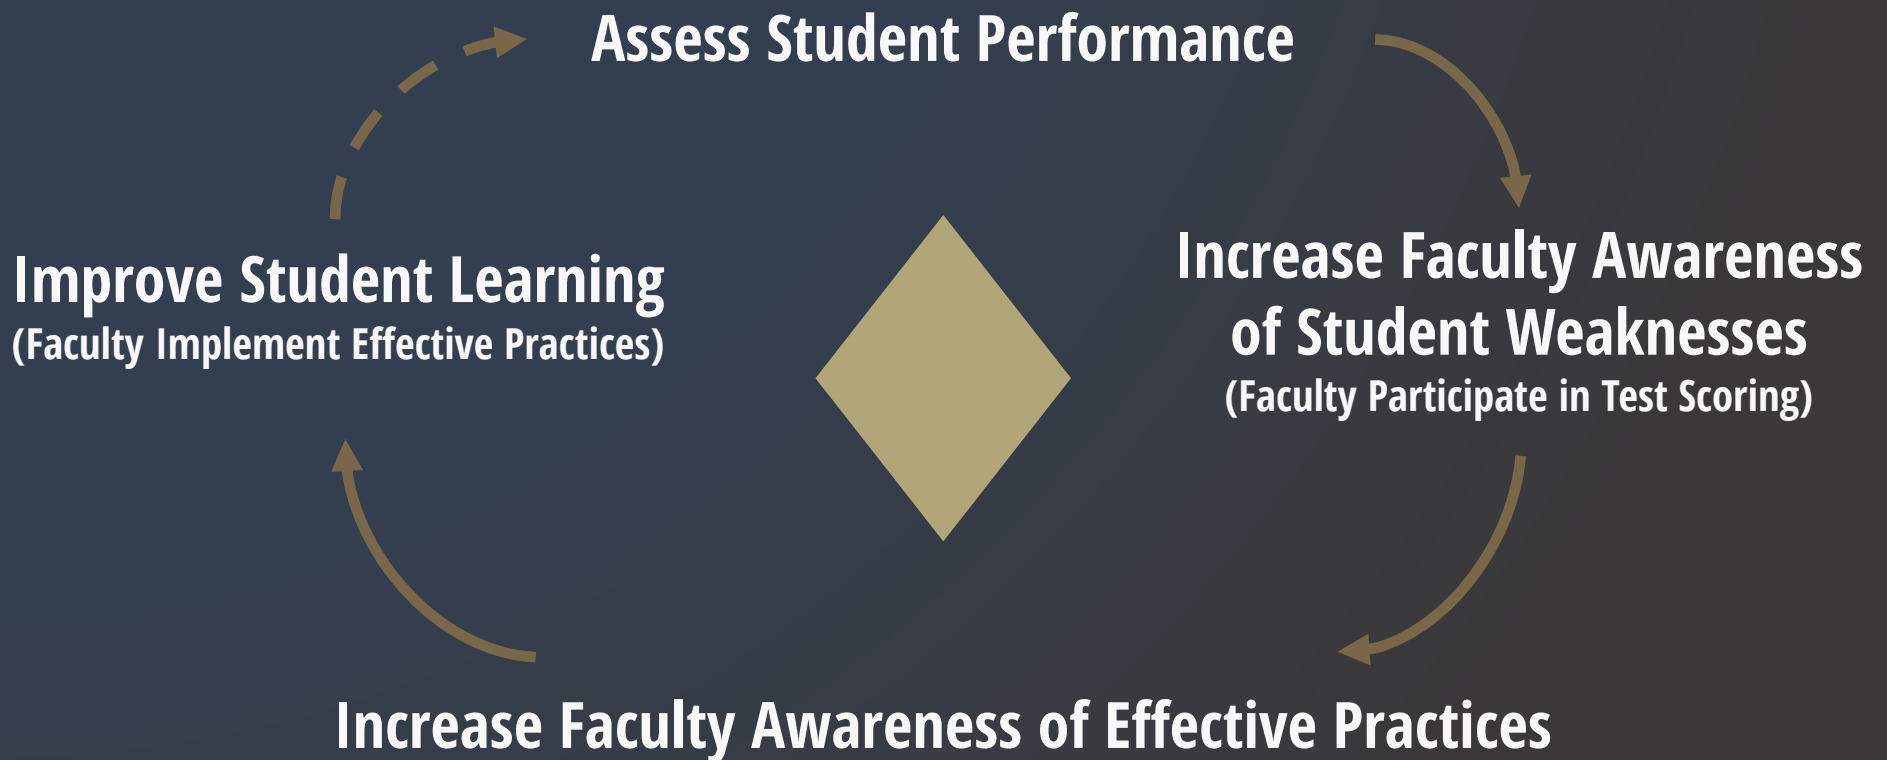 Assess Student Performance
Improve Student Learning
(Faculty Implement Effective Practices)
Increase Faculty Awareness
of Student Weaknesses
(Faculty Participate in Test Scoring)
Increase Faculty Awareness of Effective Practices